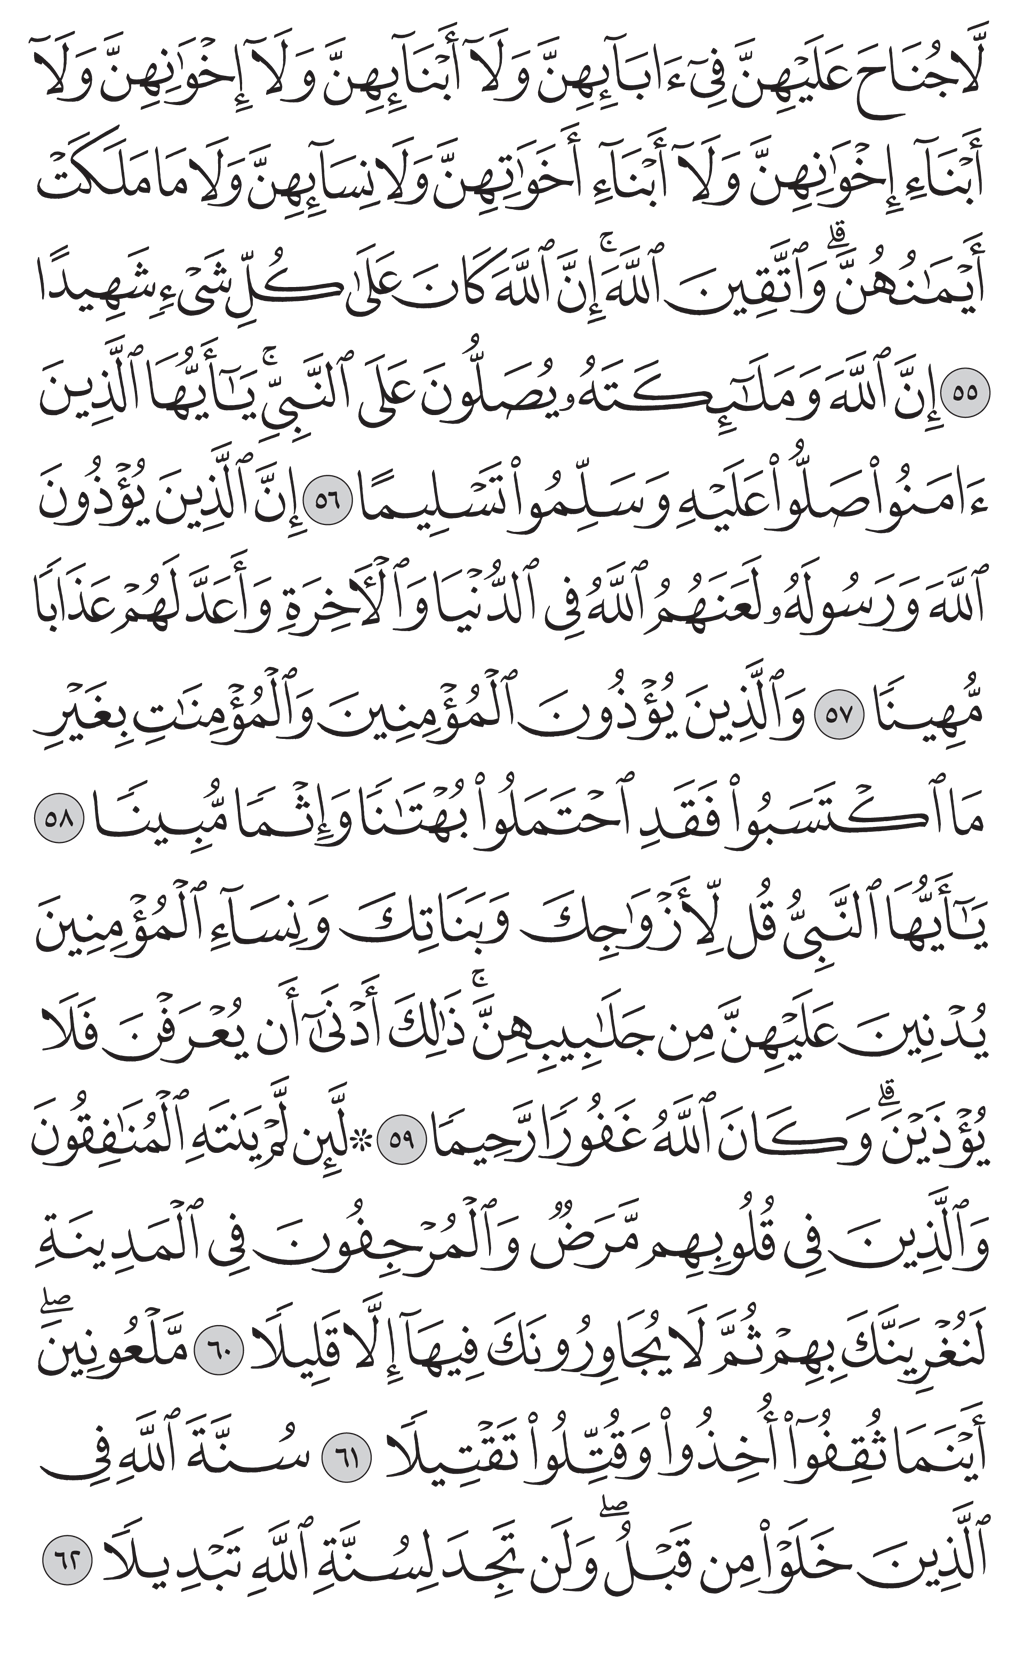 لَّا جُنَاحَ عَلَيۡهِنَّ فِيٓ ءَابَآئِهِنَّ وَلَآ أَبۡنَآئِهِنَّ وَلَآ إِخۡوَٰنِهِنَّ وَلَآ
أَبۡنَآءِ إِخۡوَٰنِهِنَّ وَلَآ أَبۡنَآءِ أَخَوَٰتِهِنَّ وَلَا نِسَآئِهِنَّ وَلَا مَا مَلَكَتۡ
أَيۡمَٰنُهُنَّۗ وَٱتَّقِينَ ٱللَّهَۚ إِنَّ ٱللَّهَ كَانَ عَلَىٰ كُلِّ شَيۡءٖ شَهِيدًا
٥٥ إِنَّ ٱللَّهَ وَمَلَٰٓئِكَتَهُۥ يُصَلُّونَ عَلَى ٱلنَّبِيِّۚ يَٰٓأَيُّهَا ٱلَّذِينَ
ءَامَنُواْ صَلُّواْ عَلَيۡهِ وَسَلِّمُواْ تَسۡلِيمًا ٥٦ إِنَّ ٱلَّذِينَ يُؤۡذُونَ
ٱللَّهَ وَرَسُولَهُۥ لَعَنَهُمُ ٱللَّهُ فِي ٱلدُّنۡيَا وَٱلۡأٓخِرَةِ وَأَعَدَّ لَهُمۡ عَذَابٗا
مُّهِينٗا ٥٧ وَٱلَّذِينَ يُؤۡذُونَ ٱلۡمُؤۡمِنِينَ وَٱلۡمُؤۡمِنَٰتِ بِغَيۡرِ
مَا ٱكۡتَسَبُواْ فَقَدِ ٱحۡتَمَلُواْ بُهۡتَٰنٗا وَإِثۡمٗا مُّبِينٗا ٥٨
يَٰٓأَيُّهَا ٱلنَّبِيُّ قُل لِّأَزۡوَٰجِكَ وَبَنَاتِكَ وَنِسَآءِ ٱلۡمُؤۡمِنِينَ
يُدۡنِينَ عَلَيۡهِنَّ مِن جَلَٰبِيبِهِنَّۚ ذَٰلِكَ أَدۡنَىٰٓ أَن يُعۡرَفۡنَ فَلَا
يُؤۡذَيۡنَۗ وَكَانَ ٱللَّهُ غَفُورٗا رَّحِيمٗا ٥٩ ۞ لَّئِن لَّمۡ يَنتَهِ ٱلۡمُنَٰفِقُونَ
وَٱلَّذِينَ فِي قُلُوبِهِم مَّرَضٞ وَٱلۡمُرۡجِفُونَ فِي ٱلۡمَدِينَةِ
لَنُغۡرِيَنَّكَ بِهِمۡ ثُمَّ لَا يُجَاوِرُونَكَ فِيهَآ إِلَّا قَلِيلٗا ٦٠ مَّلۡعُونِينَۖ
أَيۡنَمَا ثُقِفُوٓاْ أُخِذُواْ وَقُتِّلُواْ تَقۡتِيلٗا ٦١ سُنَّةَ ٱللَّهِ فِي
ٱلَّذِينَ خَلَوۡاْ مِن قَبۡلُۖ وَلَن تَجِدَ لِسُنَّةِ ٱللَّهِ تَبۡدِيلٗا ٦٢